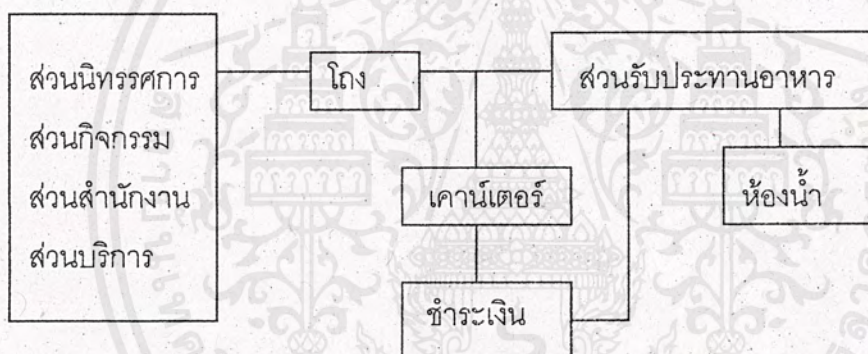 ส่วนนิทรรศการ
ส่วนกิจกรรม
ส่วนสำนักงาน
ส่วนบริการ
โถง
ส่วนรับประทานอาหาร
เคาน์เตอร์
ห้องน้ำ
ชำระเงิน